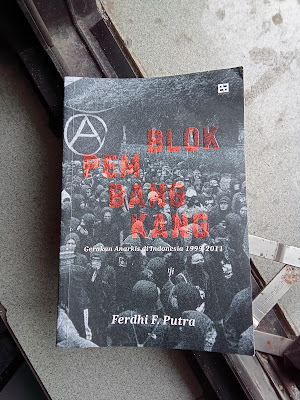 A
BLOK
PEM
BANG
KANG
Gerakan Anarkis di Indonesia 1999-2011
Ferdhi F. Putra